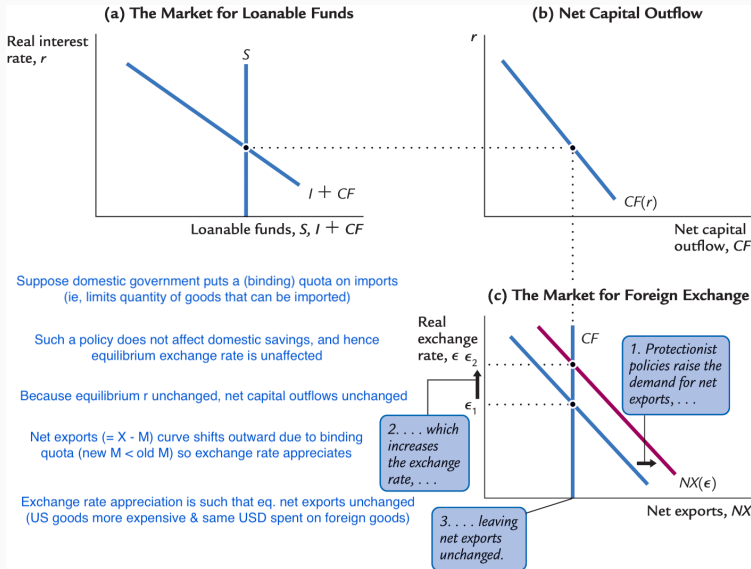 (a) The Market for Loanable Funds
Real interest
rate, r
S
I + CF
Loanable funds, S, I + CF
(b) Net Capital Outflow
r
CF(r)
Net capital
outflow, CF
Suppose domestic government puts a (binding) quota on imports
(ie, limits quantity of goods that can be imported)
Such a policy does not affect domestic savings, and hence
equilibrium exchange rate is unaffected
Because equilibrium r unchanged, net capital outflows unchanged
Net exports (= X - M) curve shifts outward due to binding
quota (new M < old M) so exchange rate appreciates
Exchange rate appreciation is such that eq. net exports unchanged
(US goods more expensive & same USD spent on foreign goods)
(c) The Market for Foreign Exchange
Real
exchange
rate, ϵ
ϵ2
ϵ1
CF
1. Protectionist
policies raise the
demand for net
exports, . . .
2. . . . which
increases
the exchange
rate, . . .
3. . . . leaving
net exports
unchanged.
NX(ϵ)
Net exports, NX